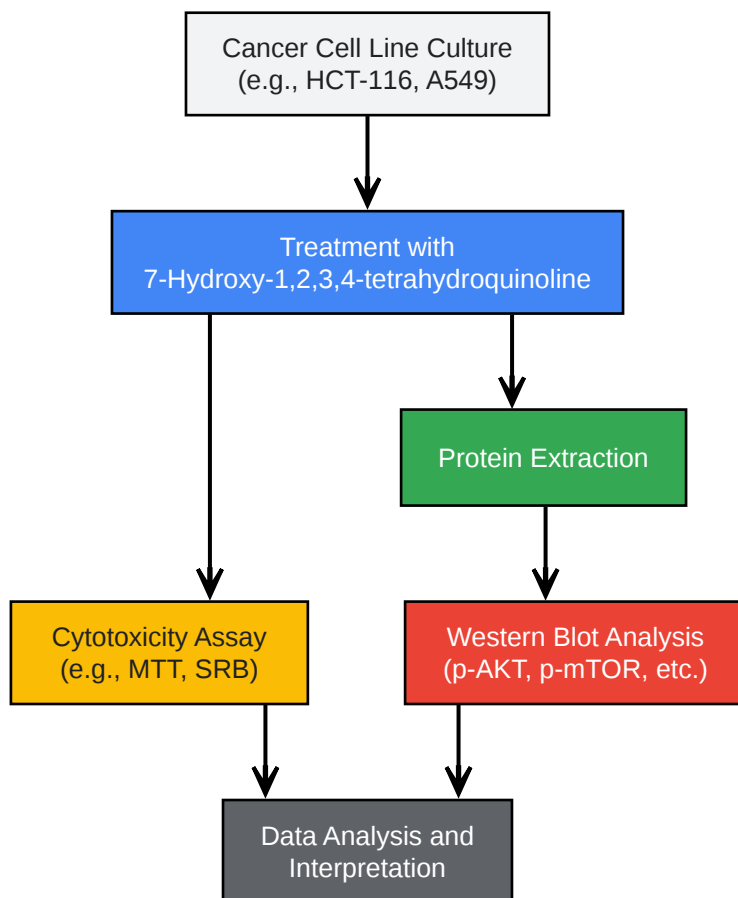 Cancer Cell Line Culture
(e.g., HCT-116, A549)
Treatment with
7-Hydroxy-1,2,3,4-tetrahydroquinoline
Protein Extraction
Cytotoxicity Assay
(e.g., MTT, SRB)
Western Blot Analysis
(p-AKT, p-mTOR, etc.)
Data Analysis and
Interpretation